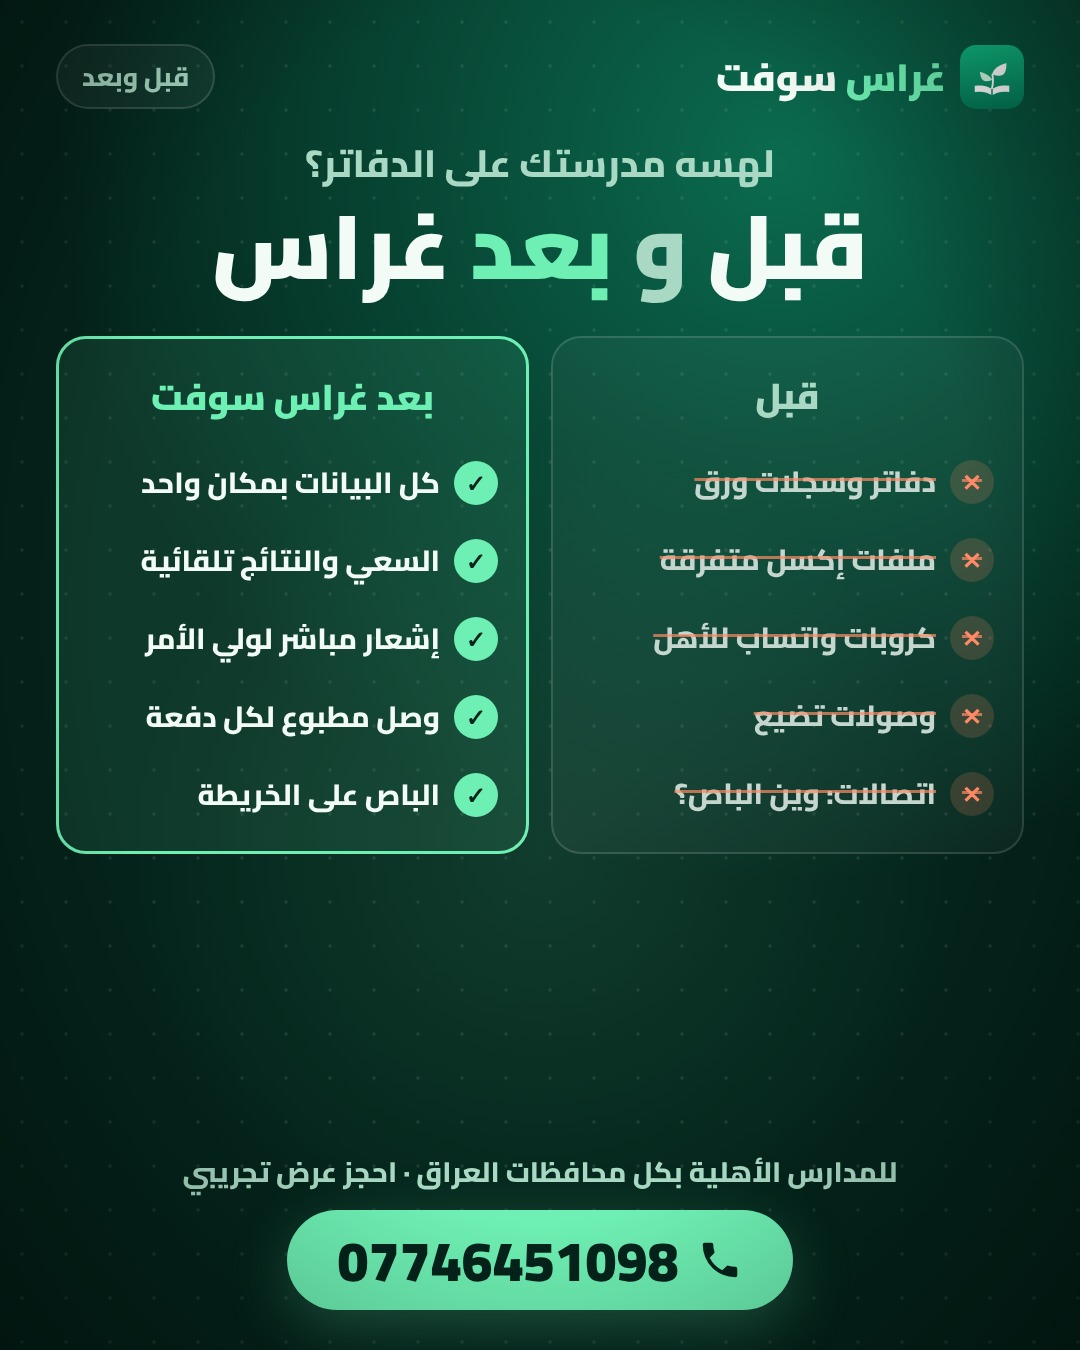 غراس سوفت
قبل وبعد
لهسه مدرستك على الدفاتر؟
قبل و بعد غراس
قبل
✕ دفاتر وسجلات ورق
✕ ملفات إكسل متفرقة
✕ كروبات واتساب للأهل
✕ وصولات تضيع
✕ اتصالات: وين الباص؟
بعد غراس سوفت
✓ كل البيانات بمكان واحد
✓ السعي والنتائج تلقائية
✓ إشعار مباشر لولي الأمر
✓ وصل مطبوع لكل دفعة
✓ الباص على الخريطة
للمدارس الأهلية بكل محافظات العراق · احجز عرض تجريبي
07746451098